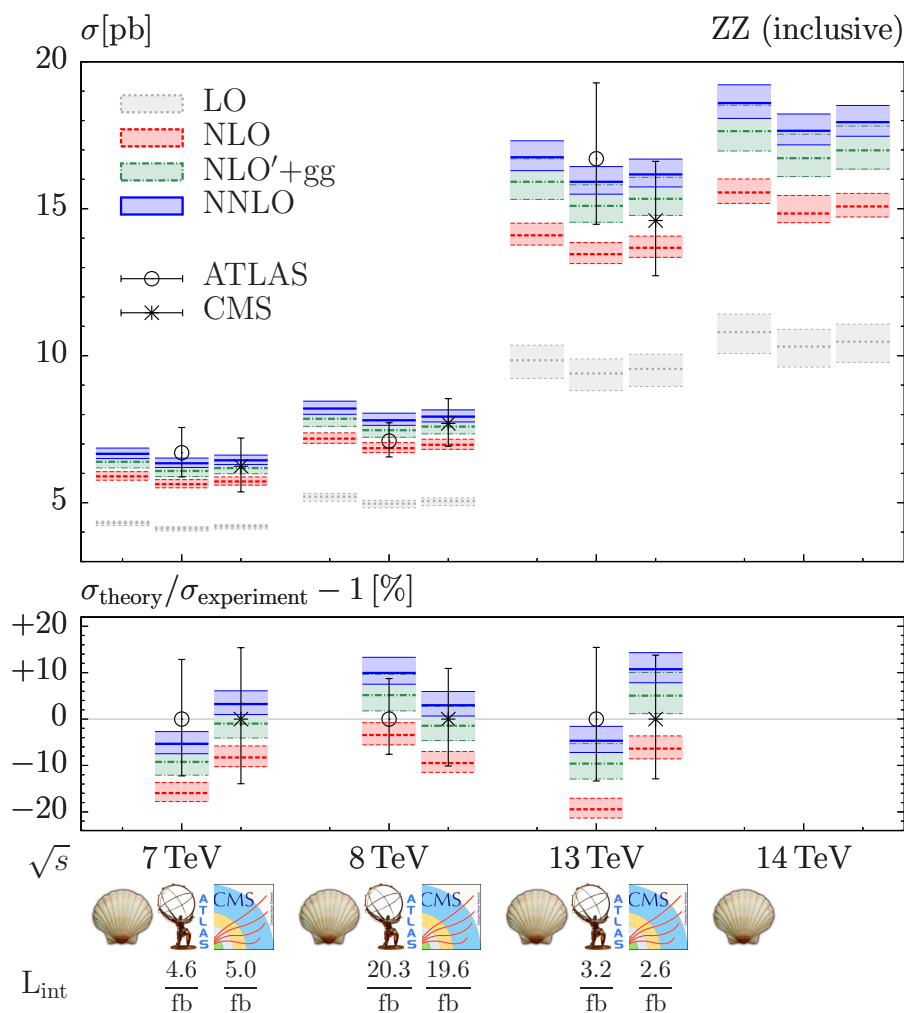 σ[pb] ZZ (inclusive)
20
LO
NLO
NLO′+gg
NNLO
15
ATLAS
CMS
10
5
σtheory/σexperiment − 1 [%]
+20
+10
0
−10
−20
√s 7 TeV 8 TeV 13 TeV 14 TeV
ATLAS CMS ATLAS CMS ATLAS CMS
Lint 4.6/fb 5.0/fb 20.3/fb 19.6/fb 3.2/fb 2.6/fb